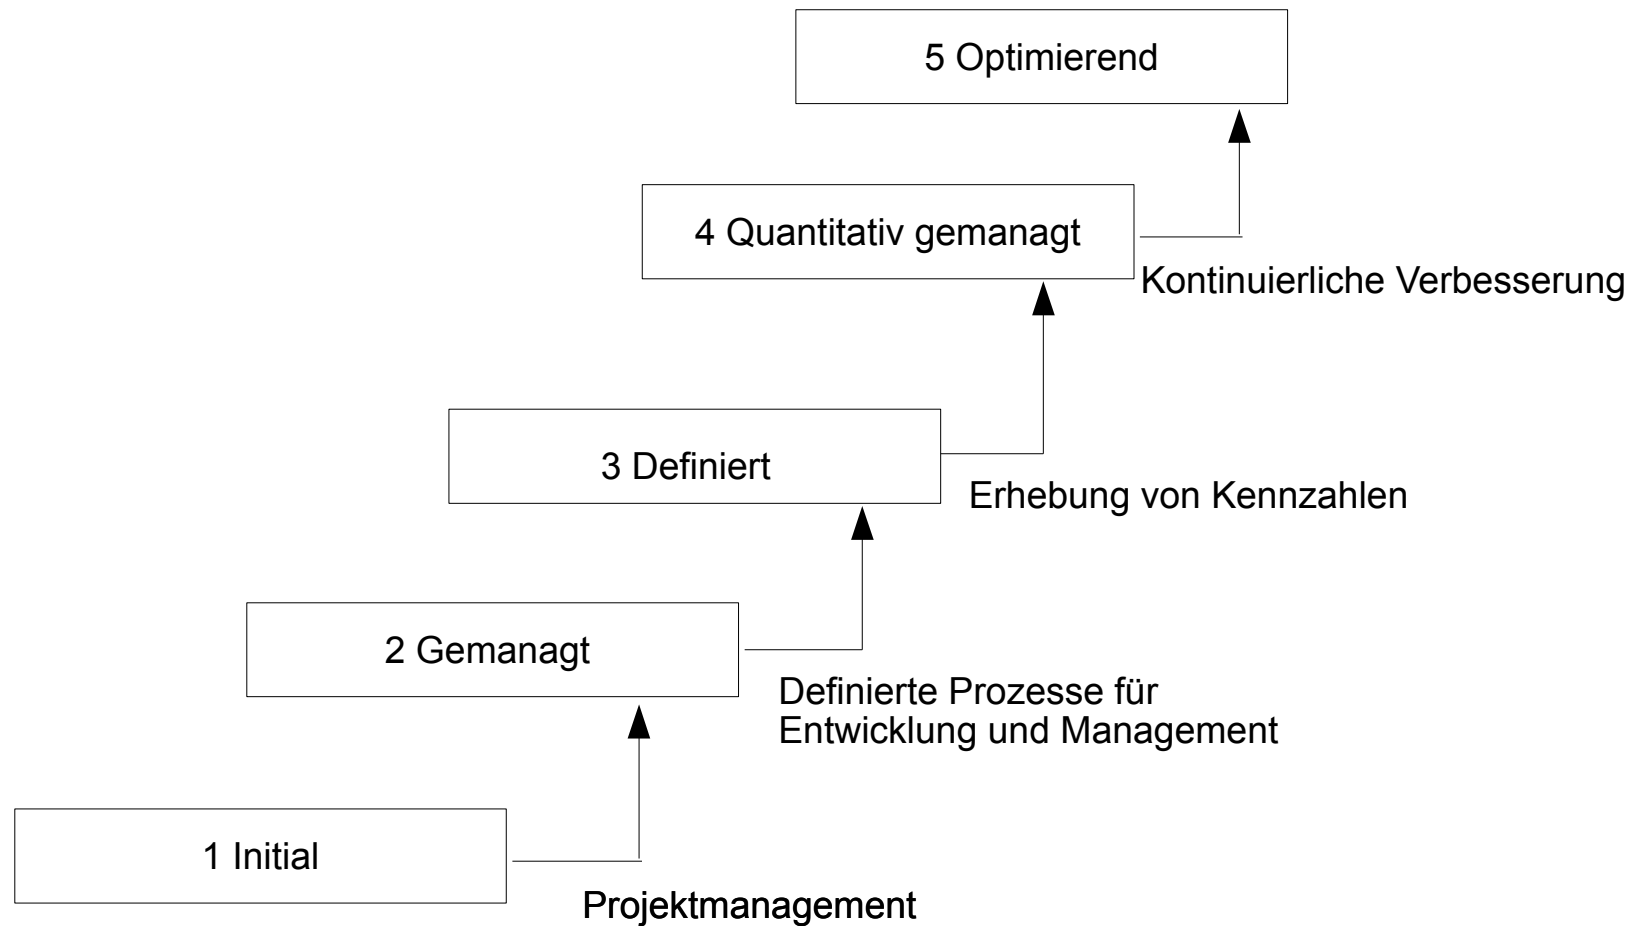 5 Optimierend
4 Quantitativ gemanagt
Kontinuierliche Verbesserung
3 Definiert
Erhebung von Kennzahlen
2 Gemanagt
Definierte Prozesse für
Entwicklung und Management
1 Initial
Projektmanagement